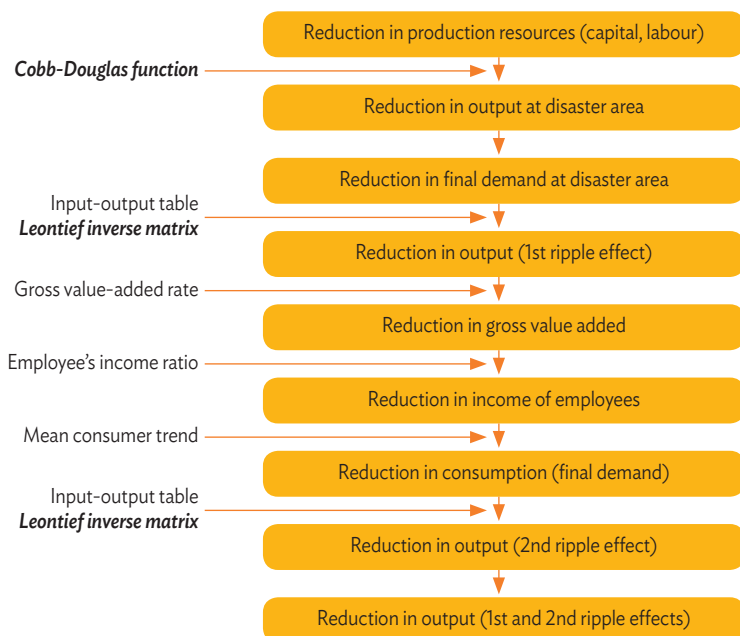 Reduction in production resources (capital, labour)
Cobb-Douglas function
Reduction in output at disaster area
Reduction in final demand at disaster area
Input-output table
Leontief inverse matrix
Reduction in output (1st ripple effect)
Gross value-added rate
Reduction in gross value added
Employee's income ratio
Reduction in income of employees
Mean consumer trend
Reduction in consumption (final demand)
Input-output table
Leontief inverse matrix
Reduction in output (2nd ripple effect)
Reduction in output (1st and 2nd ripple effects)